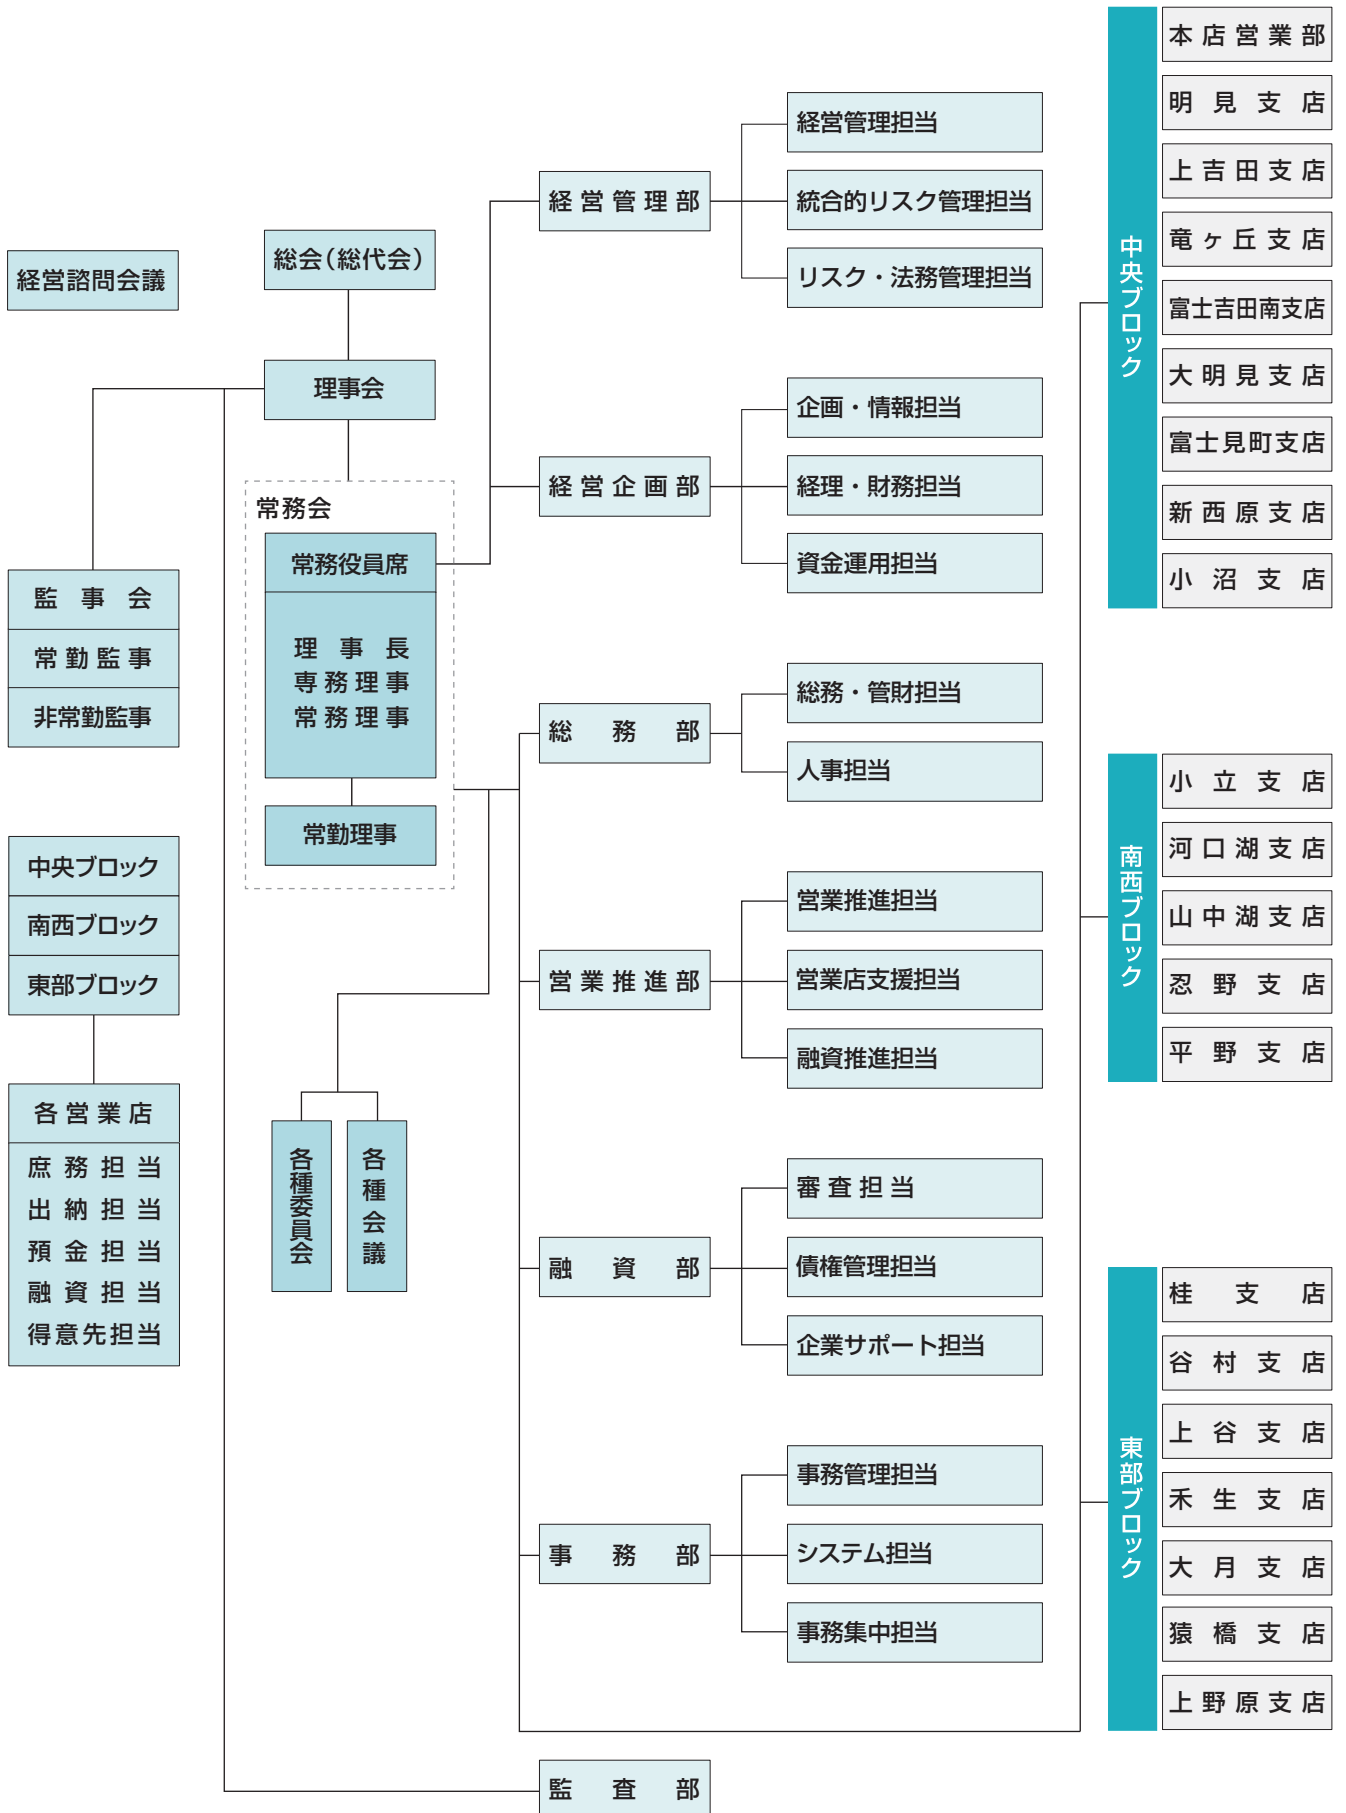 経営諮問会議
総会(総代会)
理事会
監事会
常勤監事
非常勤監事
常務会
常務役員席
理事長
専務理事
常務理事
常勤理事
中央ブロック
南西ブロック
東部ブロック
各営業店
庶務担当
出納担当
預金担当
融資担当
得意先担当
各種委員会
各種会議
経営管理部
経営管理担当
統合的リスク管理担当
リスク・法務管理担当
経営企画部
企画・情報担当
経理・財務担当
資金運用担当
総務部
総務・管財担当
人事担当
営業推進部
営業推進担当
営業店支援担当
融資推進担当
融資部
審査担当
債権管理担当
企業サポート担当
事務部
事務管理担当
システム担当
事務集中担当
監査部
中央ブロック
本店営業部
明見支店
上吉田支店
竜ヶ丘支店
富士吉田南支店
大明見支店
富士見町支店
新西原支店
小沼支店
南西ブロック
小立支店
河口湖支店
山中湖支店
忍野支店
平野支店
東部ブロック
桂支店
谷村支店
上谷支店
禾生支店
大月支店
猿橋支店
上野原支店